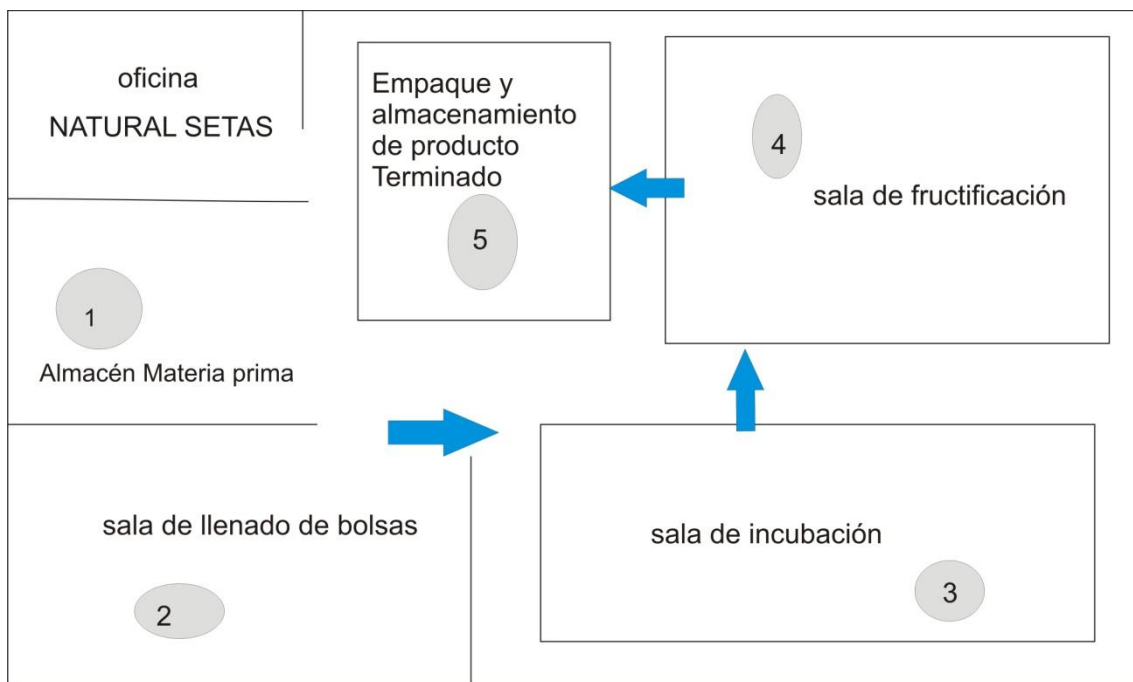 oficina
NATURAL SETAS
1
Almacén Materia prima
sala de llenado de bolsas
2
Empaque y
almacenamiento
de producto
Terminado
5
4
sala de fructificación
sala de incubación
3